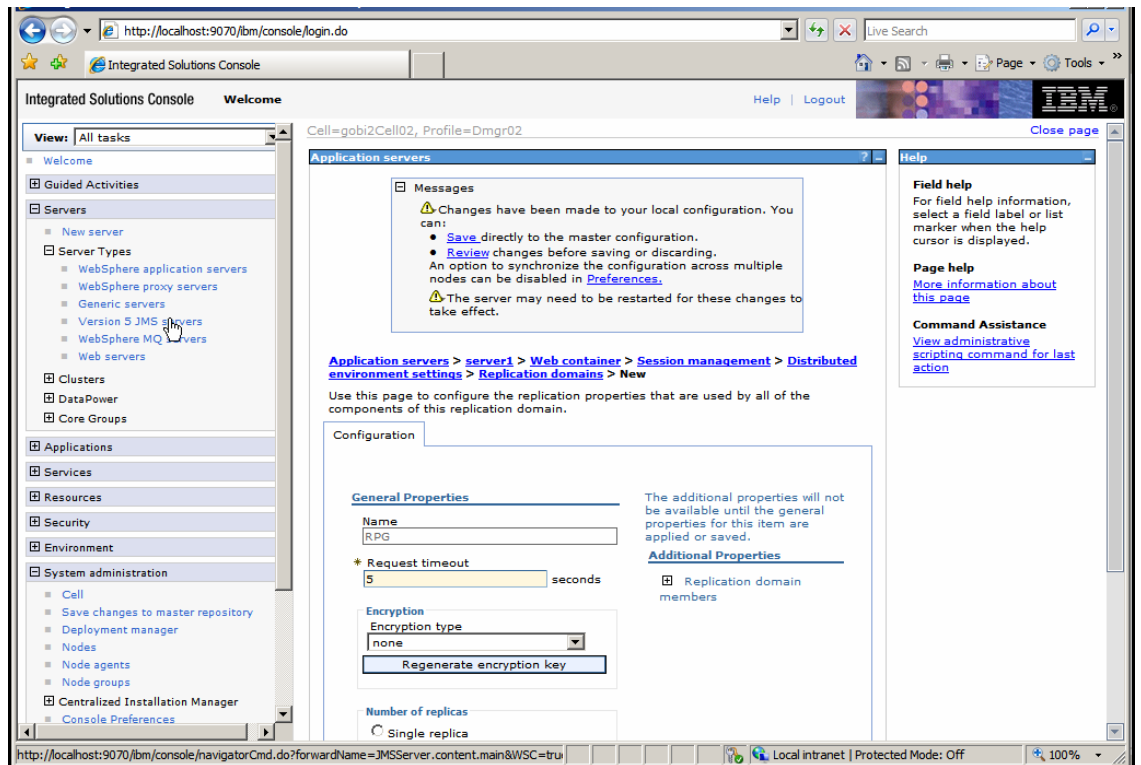 http://localhost:9070/ibm/console/login.do
Live Search
Integrated Solutions Console
Page
Tools
Integrated Solutions Console Welcome
Help | Logout
IBM
View: All tasks
Welcome
Guided Activities
Servers
New server
Server Types
WebSphere application servers
WebSphere proxy servers
Generic servers
Version 5 JMS servers
WebSphere MQ servers
Web servers
Clusters
DataPower
Core Groups
Applications
Services
Resources
Security
Environment
System administration
Cell
Save changes to master repository
Deployment manager
Nodes
Node agents
Node groups
Centralized Installation Manager
Console Preferences
Cell=gobi2Cell02, Profile=Dmgr02
Close page
Application servers
? -
Messages
Changes have been made to your local configuration. You
can:
Save directly to the master configuration.
Review changes before saving or discarding.
An option to synchronize the configuration across multiple
nodes can be disabled in Preferences.
The server may need to be restarted for these changes to
take effect.
Application servers > server1 > Web container > Session management > Distributed
environment settings > Replication domains > New
Use this page to configure the replication properties that are used by all of the
components of this replication domain.
Configuration
General Properties
Name
RPG
* Request timeout
5 seconds
Encryption
Encryption type
none
Regenerate encryption key
Number of replicas
Single replica
The additional properties will not
be available until the general
properties for this item are
applied or saved.
Additional Properties
Replication domain
members
Help
Field help
For field help information,
select a field label or list
marker when the help
cursor is displayed.
Page help
More information about
this page
Command Assistance
View administrative
scripting command for last
action
http://localhost:9070/ibm/console/navigatorCmd.do?forwardName=JMSServer.content.main&WSC=tru
Local intranet | Protected Mode: Off
100%